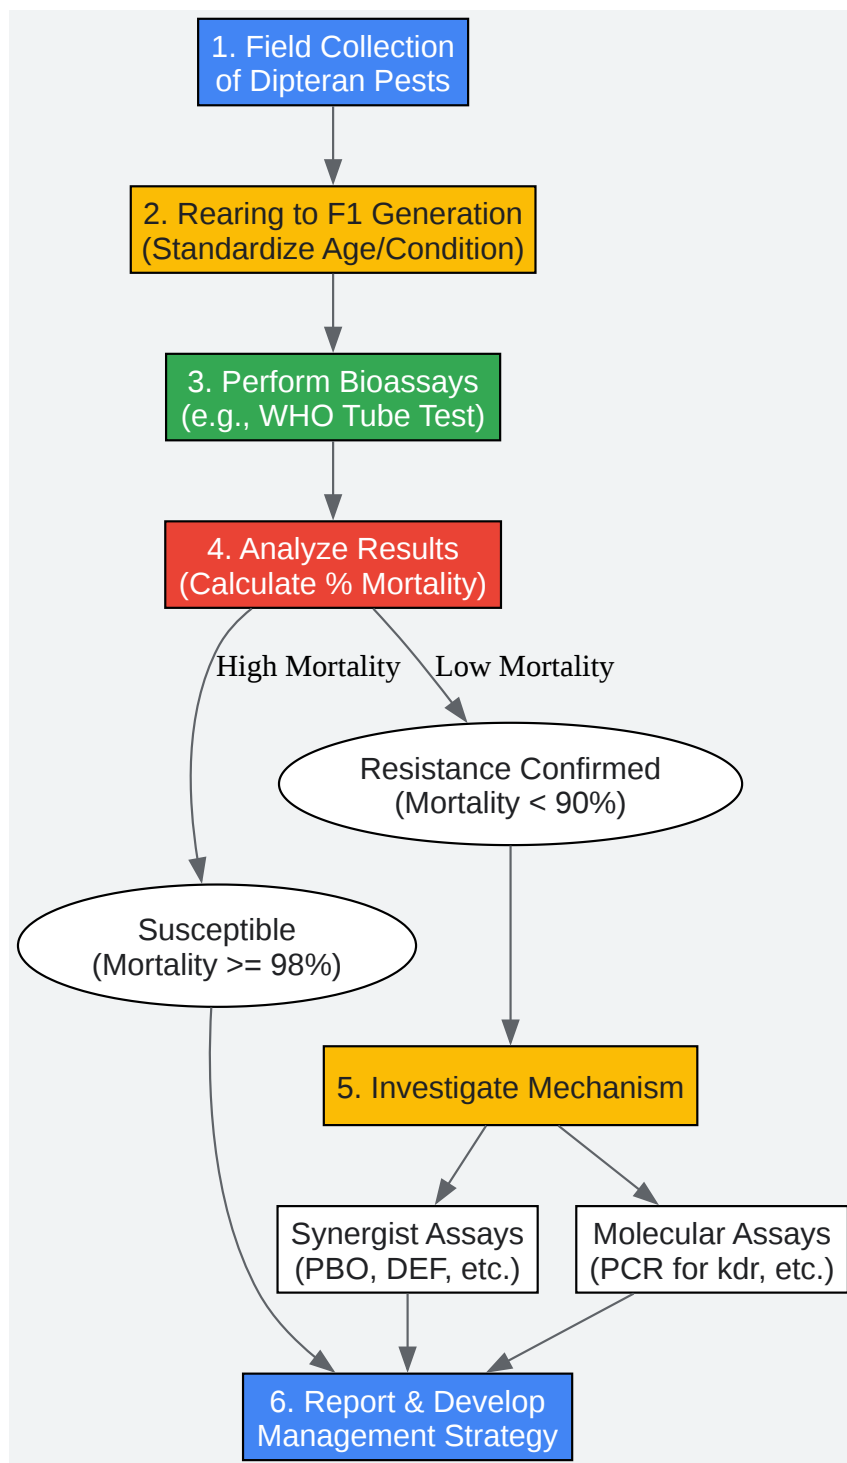 1. Field Collection
of Dipteran Pests
2. Rearing to F1 Generation
(Standardize Age/Condition)
3. Perform Bioassays
(e.g., WHO Tube Test)
4. Analyze Results
(Calculate % Mortality)
High Mortality
Low Mortality
Resistance Confirmed
(Mortality < 90%)
Susceptible
(Mortality >= 98%)
5. Investigate Mechanism
Synergist Assays
(PBO, DEF, etc.)
Molecular Assays
(PCR for kdr, etc.)
6. Report & Develop
Management Strategy